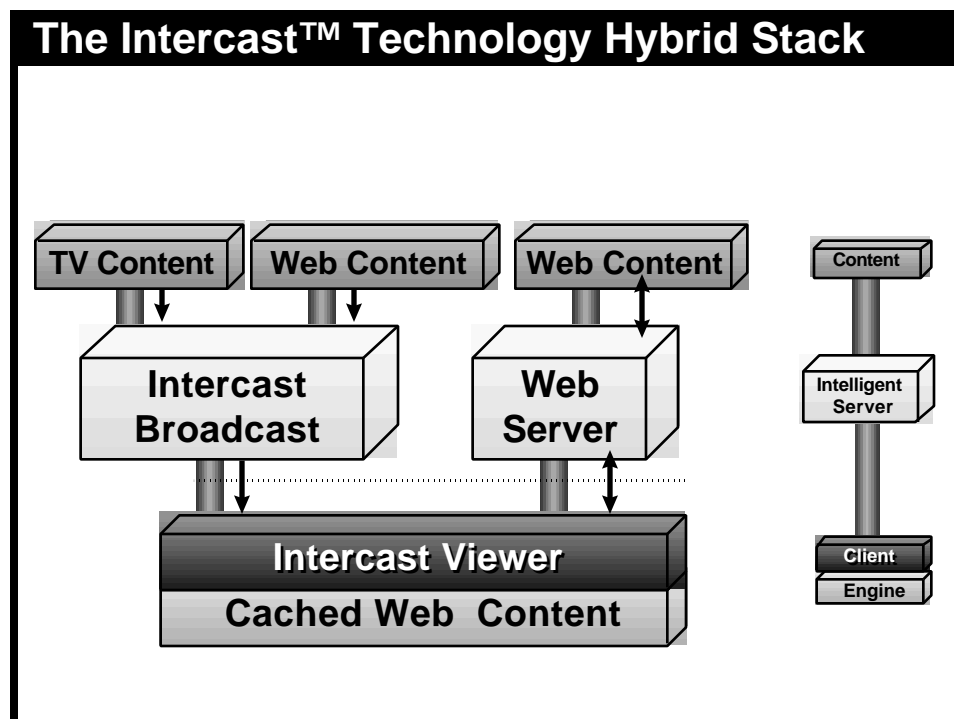 The Intercast™ Technology Hybrid Stack
TV Content
Web Content
Web Content
Content
Intercast
Broadcast
Web
Server
Intelligent
Server
Intercast Viewer
Cached Web Content
Client
Engine